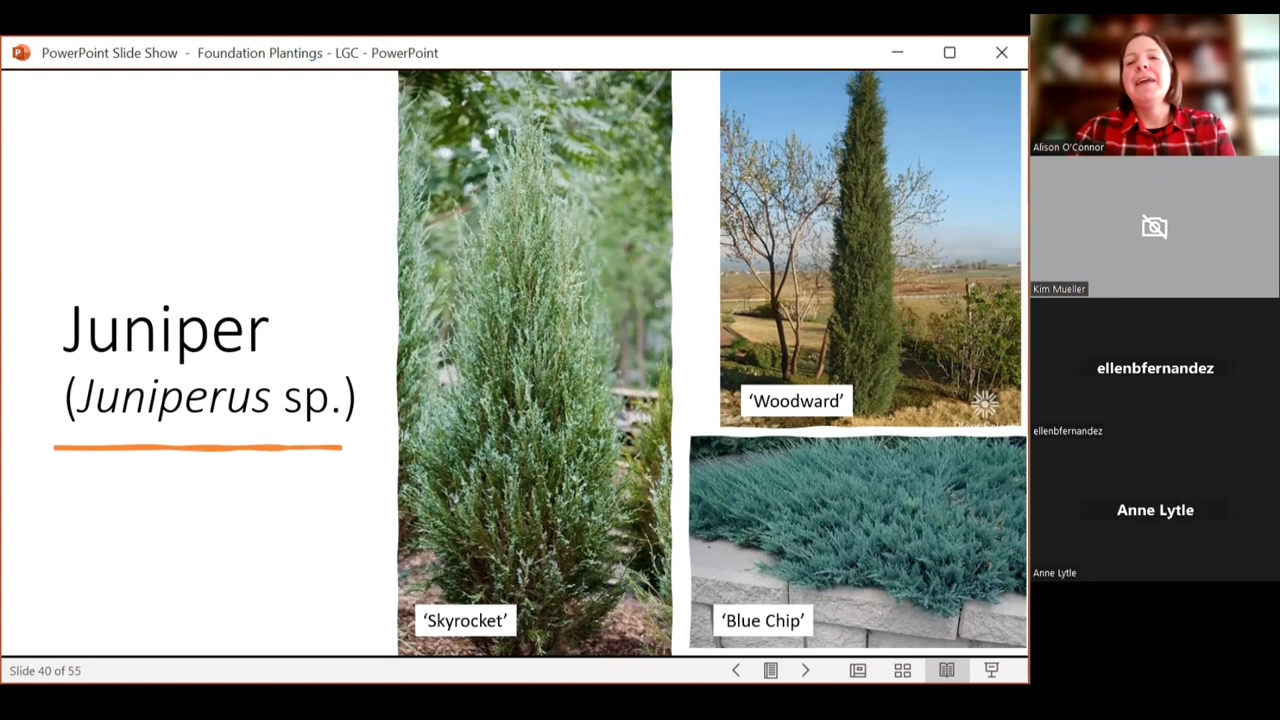 PowerPoint Slide Show - Foundation Plantings - LGC - PowerPoint
Juniper
(Juniperus sp.)
‘Skyrocket’
‘Woodward’
‘Blue Chip’
Slide 40 of 55
Alison O'Connor
Kim Mueller
ellenbfernandez
ellenbfernandez
Anne Lytle
Anne Lytle